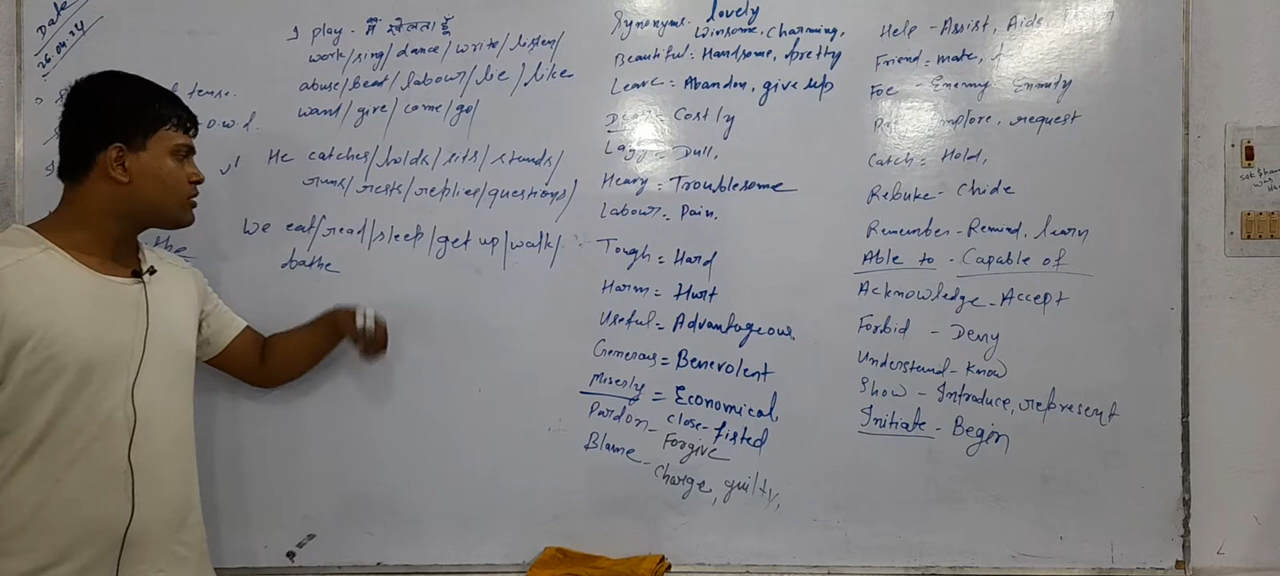 Date
26.04.24
tense.
o.w.d.
the
I play - मैं खेलता हूँ
work/sing/dance/write/listen/
abuse/beat/labour/lie/like
want/give/come/go/
He catches/holds/sits/stands/
runs/rests/replies/questions/
We eat/read/sleep/get up/walk/
bathe
Synonyms. lovely
winsome, charming,
Beautiful = Handsome, pretty
Leave = Abandon, give up
Dear = Costly
Lazy = Dull,
Heavy = Troublesome
Labour = Pain.
Tough = Hard
Harm = Hurt
Useful = Advantageous
Generous = Benevolent
Miserly = Economical,
close-fisted
Pardon - Forgive
Blame - charge, guilty,
Help - Assist, Aide
Friend = mate,
Foe - Enemy Enmity
request
Catch = Hold,
Rebuke - Chide
Remember - Remind, learn
Able to - Capable of
Acknowledge - Accept
Forbid - Deny
Understand - Know
Show - Introduce, represent
Initiate - Begin